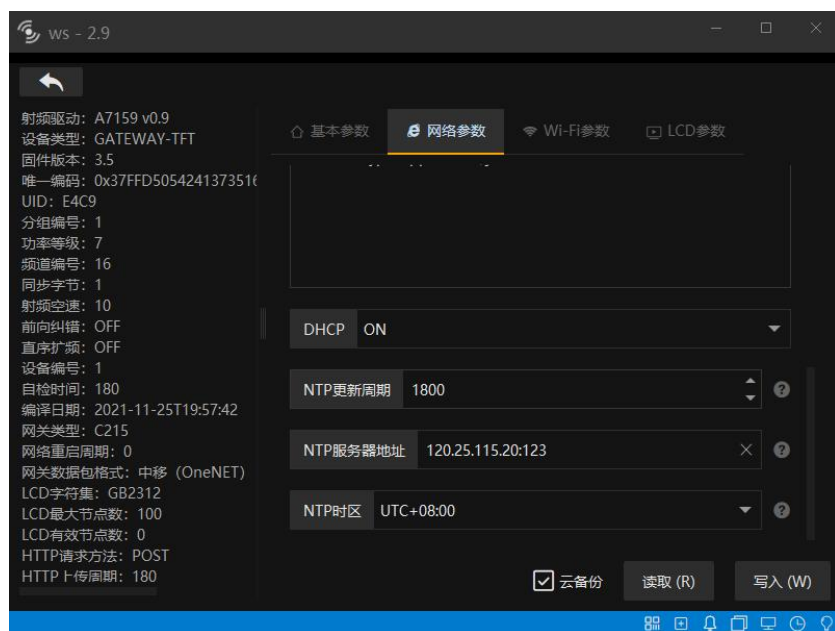 ws - 2.9
射频驱动：A7159 v0.9
设备类型：GATEWAY-TFT
固件版本：3.5
唯一编码：0x37FFD5054241373516
UID：E4C9
分组编号：1
功率等级：7
频道编号：16
同步字节：1
射频空速：10
前向纠错：OFF
直序扩频：OFF
设备编号：1
自检时间：180
编译日期：2021-11-25T19:57:42
网关类型：C215
网络重启周期：0
网关数据包格式：中移（OneNET）
LCD字符集：GB2312
LCD最大节点数：100
LCD有效节点数：0
HTTP请求方法：POST
HTTP上传周期：180
基本参数 网络参数 Wi-Fi参数 LCD参数
DHCP ON
NTP更新周期 1800
NTP服务器地址 120.25.115.20:123
NTP时区 UTC+08:00
云备份 读取 (R) 写入 (W)